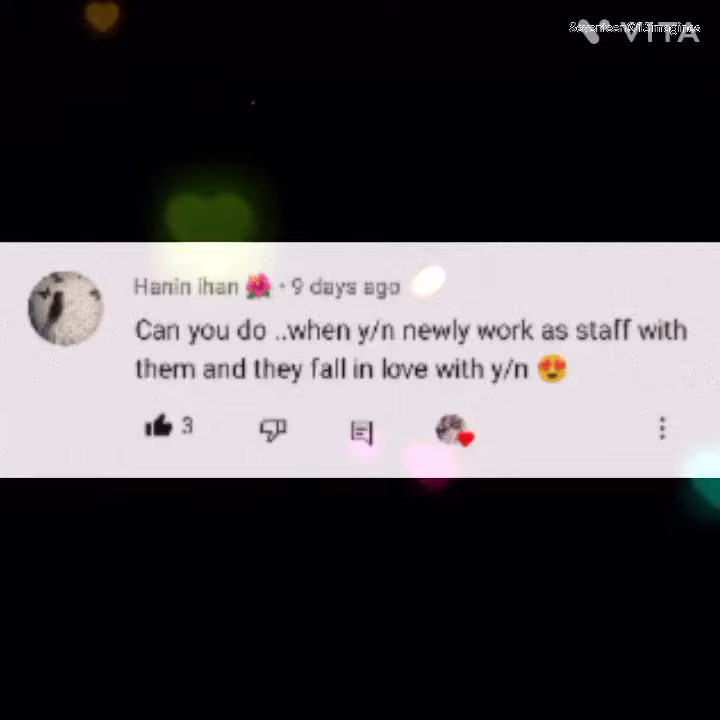 VITA
Hanin ihan 🌺 · 9 days ago
Can you do ..when y/n newly work as staff with
them and they fall in love with y/n 😍
3